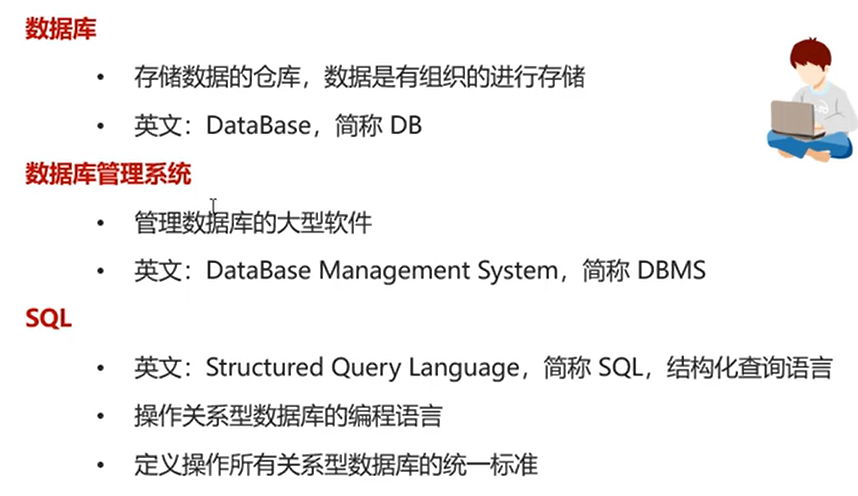 数据库
• 存储数据的仓库，数据是有组织的进行存储
• 英文：DataBase，简称 DB
数据库管理系统
• 管理数据库的大型软件
• 英文：DataBase Management System，简称 DBMS
SQL
• 英文：Structured Query Language，简称 SQL，结构化查询语言
• 操作关系型数据库的编程语言
• 定义操作所有关系型数据库的统一标准